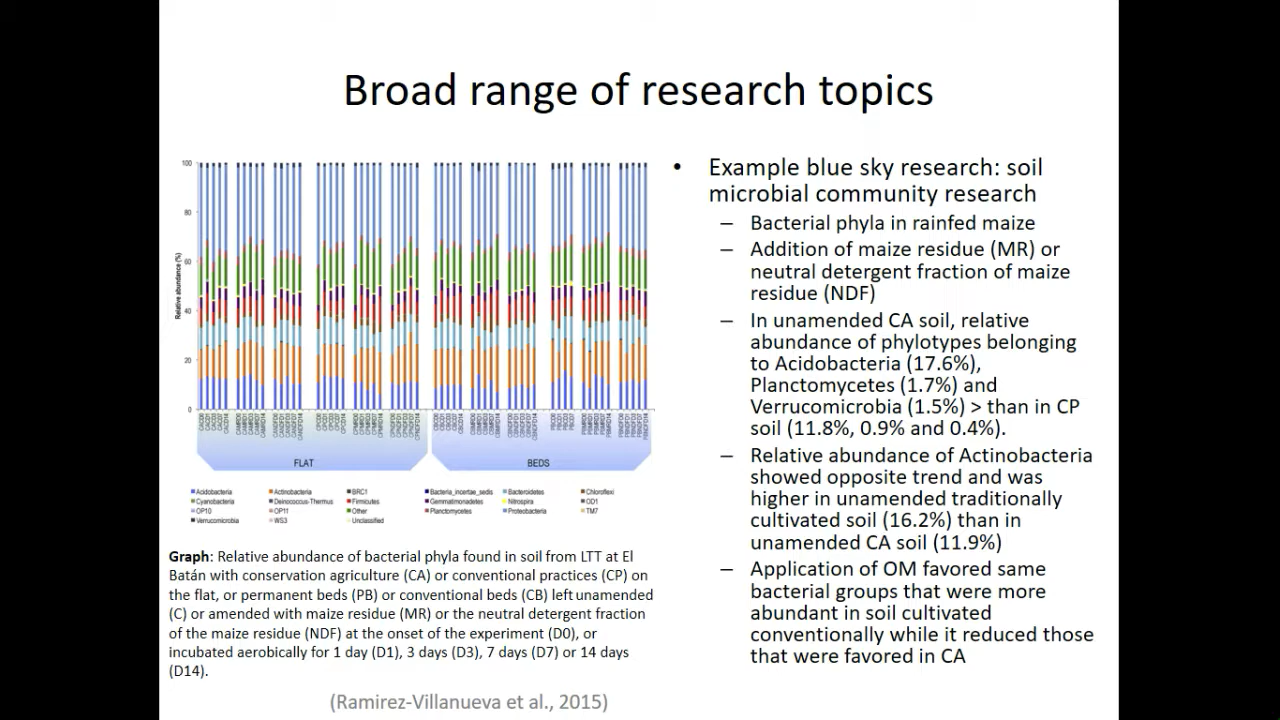 Broad range of research topics
100
80
60
40
20
0
Relative abundance (%)
FLAT
BEDS
Acidobacteria
Actinobacteria
BRC1
Bacteria_incertae_sedis
Bacteroidetes
Chloroflexi
Cyanobacteria
Deinococcus-Thermus
Firmicutes
Gemmatimonadetes
Nitrospira
OD1
OP10
OP11
Other
Planctomycetes
Proteobacteria
TM7
Verrucomicrobia
WS3
Unclassified
Graph: Relative abundance of bacterial phyla found in soil from LTT at El
Batán with conservation agriculture (CA) or conventional practices (CP) on
the flat, or permanent beds (PB) or conventional beds (CB) left unamended
(C) or amended with maize residue (MR) or the neutral detergent fraction
of the maize residue (NDF) at the onset of the experiment (D0), or
incubated aerobically for 1 day (D1), 3 days (D3), 7 days (D7) or 14 days
(D14).
(Ramirez-Villanueva et al., 2015)
• Example blue sky research: soil
microbial community research
– Bacterial phyla in rainfed maize
– Addition of maize residue (MR) or
neutral detergent fraction of maize
residue (NDF)
– In unamended CA soil, relative
abundance of phylotypes belonging
to Acidobacteria (17.6%),
Planctomycetes (1.7%) and
Verrucomicrobia (1.5%) > than in CP
soil (11.8%, 0.9% and 0.4%).
– Relative abundance of Actinobacteria
showed opposite trend and was
higher in unamended traditionally
cultivated soil (16.2%) than in
unamended CA soil (11.9%)
– Application of OM favored same
bacterial groups that were more
abundant in soil cultivated
conventionally while it reduced those
that were favored in CA